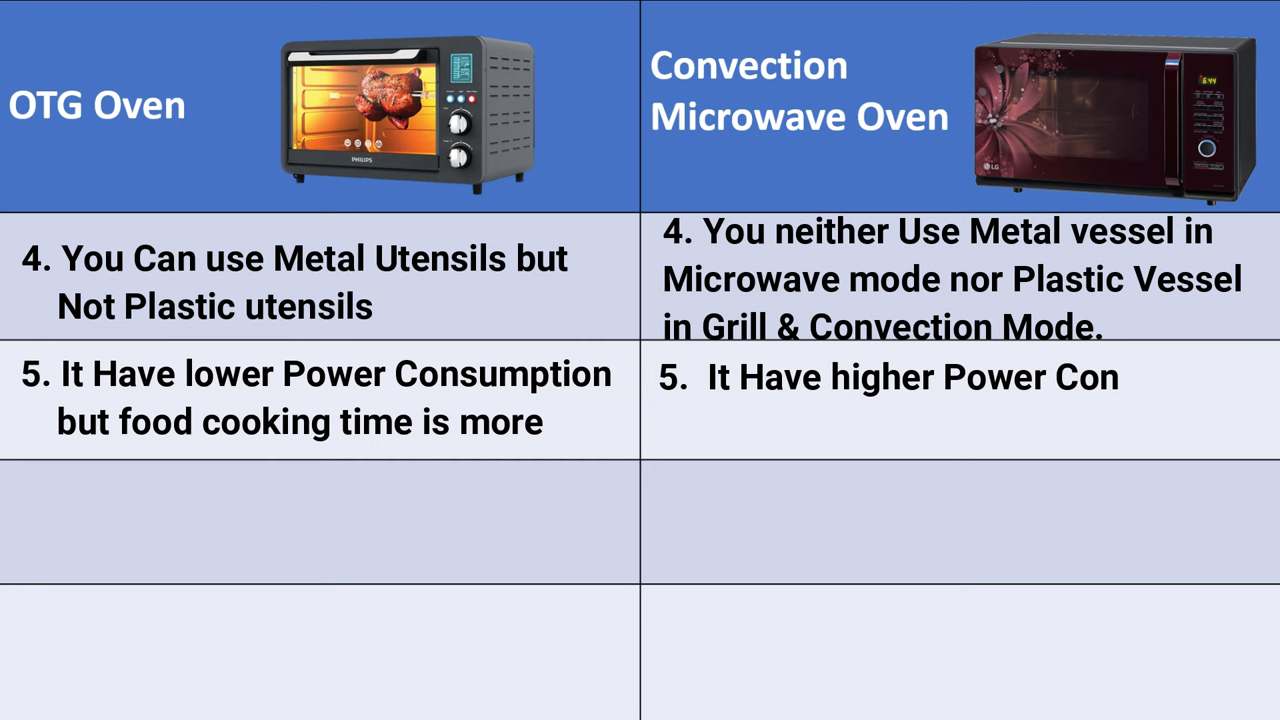 OTG Oven
PHILIPS
Convection
Microwave Oven
LG
6:44
4. You Can use Metal Utensils but
Not Plastic utensils
4. You neither Use Metal vessel in
Microwave mode nor Plastic Vessel
in Grill & Convection Mode.
5. It Have lower Power Consumption
but food cooking time is more
5. It Have higher Power Con